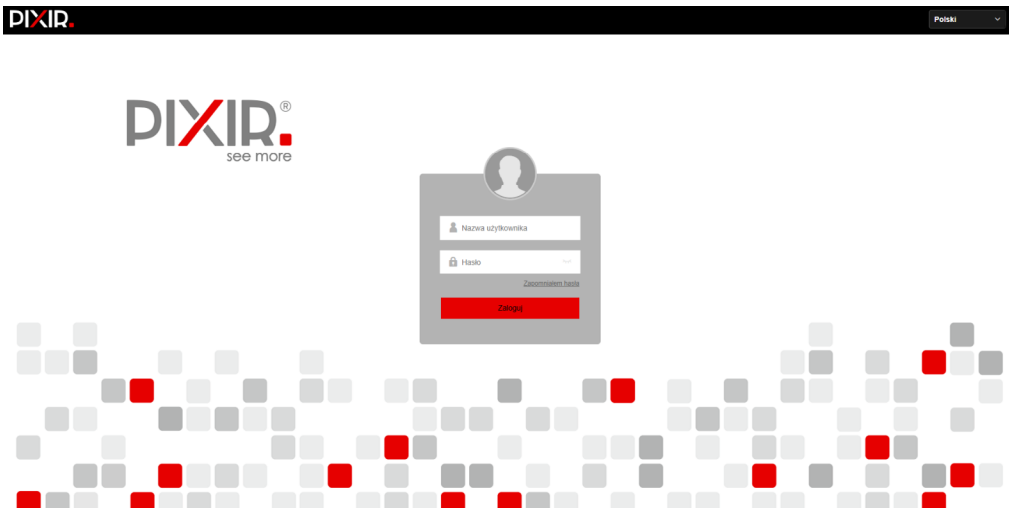 PIXIR.
Polski
PIXIR.®
see more
Nazwa użytkownika
Hasło
Zapomniałem hasła
Zaloguj